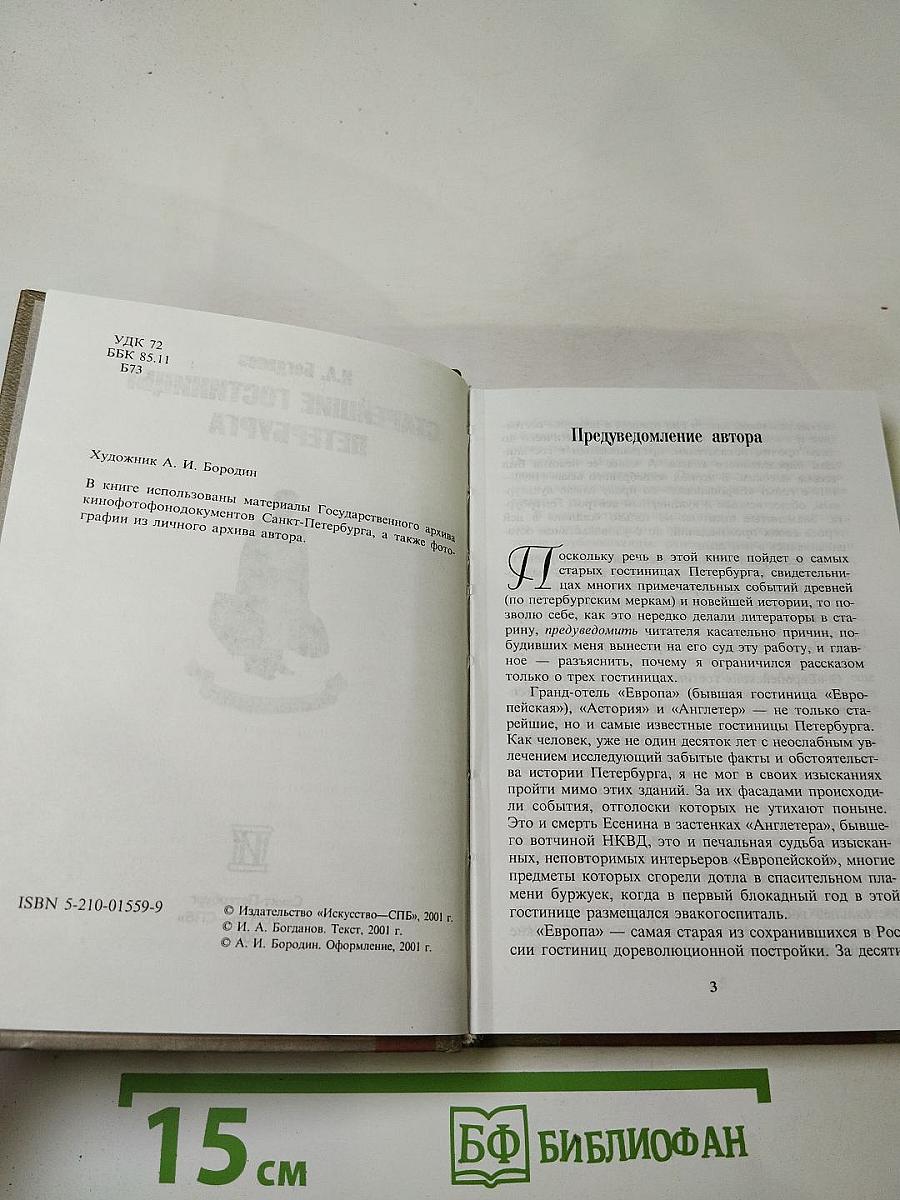 УДК 72
ББК 85.11
Б73
Художник А. И. Бородин
В книге использованы материалы Государственного архива
кинофотофонодокументов Санкт-Петербурга, а также фото-
графии из личного архива автора.
ISBN 5-210-01559-9
© Издательство «Искусство—СПБ», 2001 г.
© И. А. Богданов. Текст, 2001 г.
© А. И. Бородин. Оформление, 2001 г.
Предуведомление автора
Поскольку речь в этой книге пойдет о самых
старых гостиницах Петербурга, свидетельни-
цах многих примечательных событий древней
(по петербургским меркам) и новейшей истории, то по-
зволю себе, как это нередко делали литераторы в ста-
рину, предуведомить читателя касательно причин, по-
будивших меня вынести на его суд эту работу, и глав-
ное — разъяснить, почему я ограничился рассказом
только о трех гостиницах.
Гранд-отель «Европа» (бывшая гостиница «Евро-
пейская»), «Астория» и «Англетер» — не только ста-
рейшие, но и самые известные гостиницы Петербурга.
Как человек, уже не один десяток лет с неослабным ув-
лечением исследующий забытые факты и обстоятельст-
ва истории Петербурга, я не мог в своих изысканиях
пройти мимо этих зданий. За их фасадами происходи-
ли события, отголоски которых не утихают поныне.
Это и смерть Есенина в застенках «Англетера», бывше-
го вотчиной НКВД, это и печальная судьба изыскан-
ных, неповторимых интерьеров «Европейской», многие
предметы которых сгорели дотла в спасительном пла-
мени буржуек, когда в первый блокадный год в этой
гостинице размещался эвакогоспиталь.
«Европа» — самая старая из сохранившихся в Рос
сии гостиниц дореволюционной постройки. За десяти
3
15 см
БФ БИБЛИОФАН